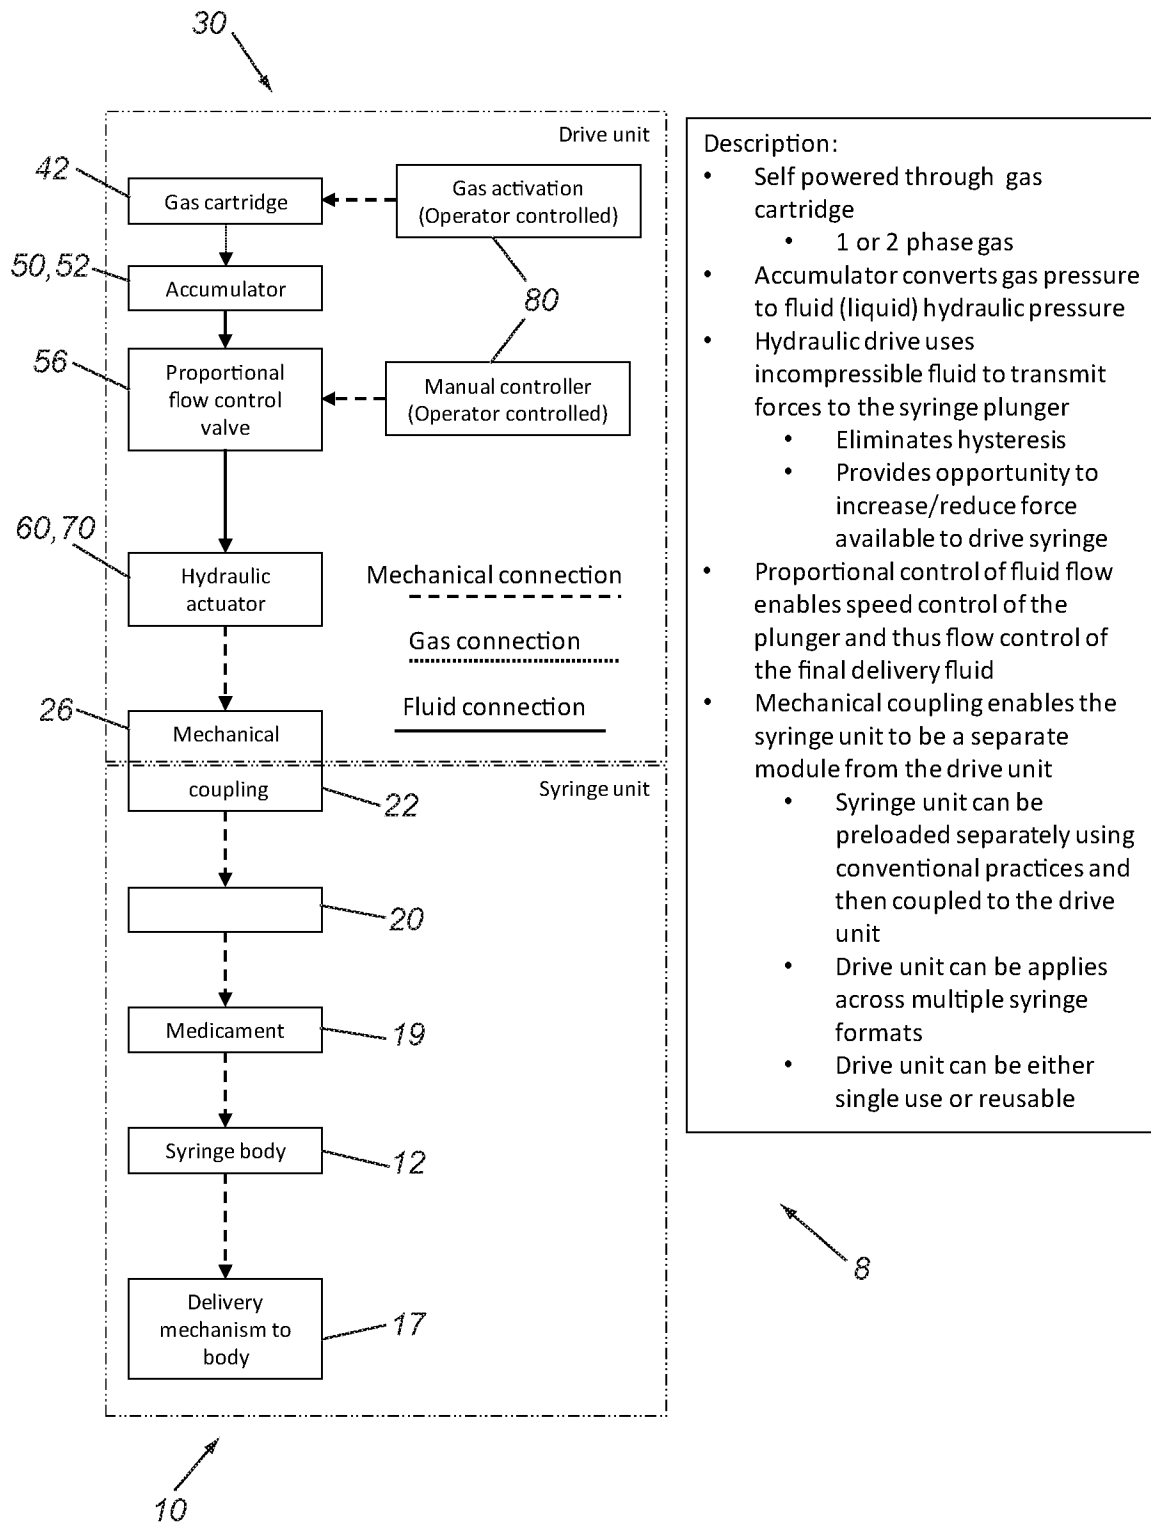 30
Drive unit
42
Gas cartridge
Gas activation
(Operator controlled)
50,52
Accumulator
80
56
Proportional
flow control
valve
Manual controller
(Operator controlled)
60,70
Hydraulic
actuator
Mechanical connection
Gas connection
Fluid connection
26
Mechanical
coupling
Syringe unit
22
20
Medicament
19
Syringe body
12
Delivery
mechanism to
body
17
10
Description:
• Self powered through gas
cartridge
• 1 or 2 phase gas
• Accumulator converts gas pressure
to fluid (liquid) hydraulic pressure
• Hydraulic drive uses
incompressible fluid to transmit
forces to the syringe plunger
• Eliminates hysteresis
• Provides opportunity to
increase/reduce force
available to drive syringe
• Proportional control of fluid flow
enables speed control of the
plunger and thus flow control of
the final delivery fluid
• Mechanical coupling enables the
syringe unit to be a separate
module from the drive unit
• Syringe unit can be
preloaded separately using
conventional practices and
then coupled to the drive
unit
• Drive unit can be applies
across multiple syringe
formats
• Drive unit can be either
single use or reusable
8